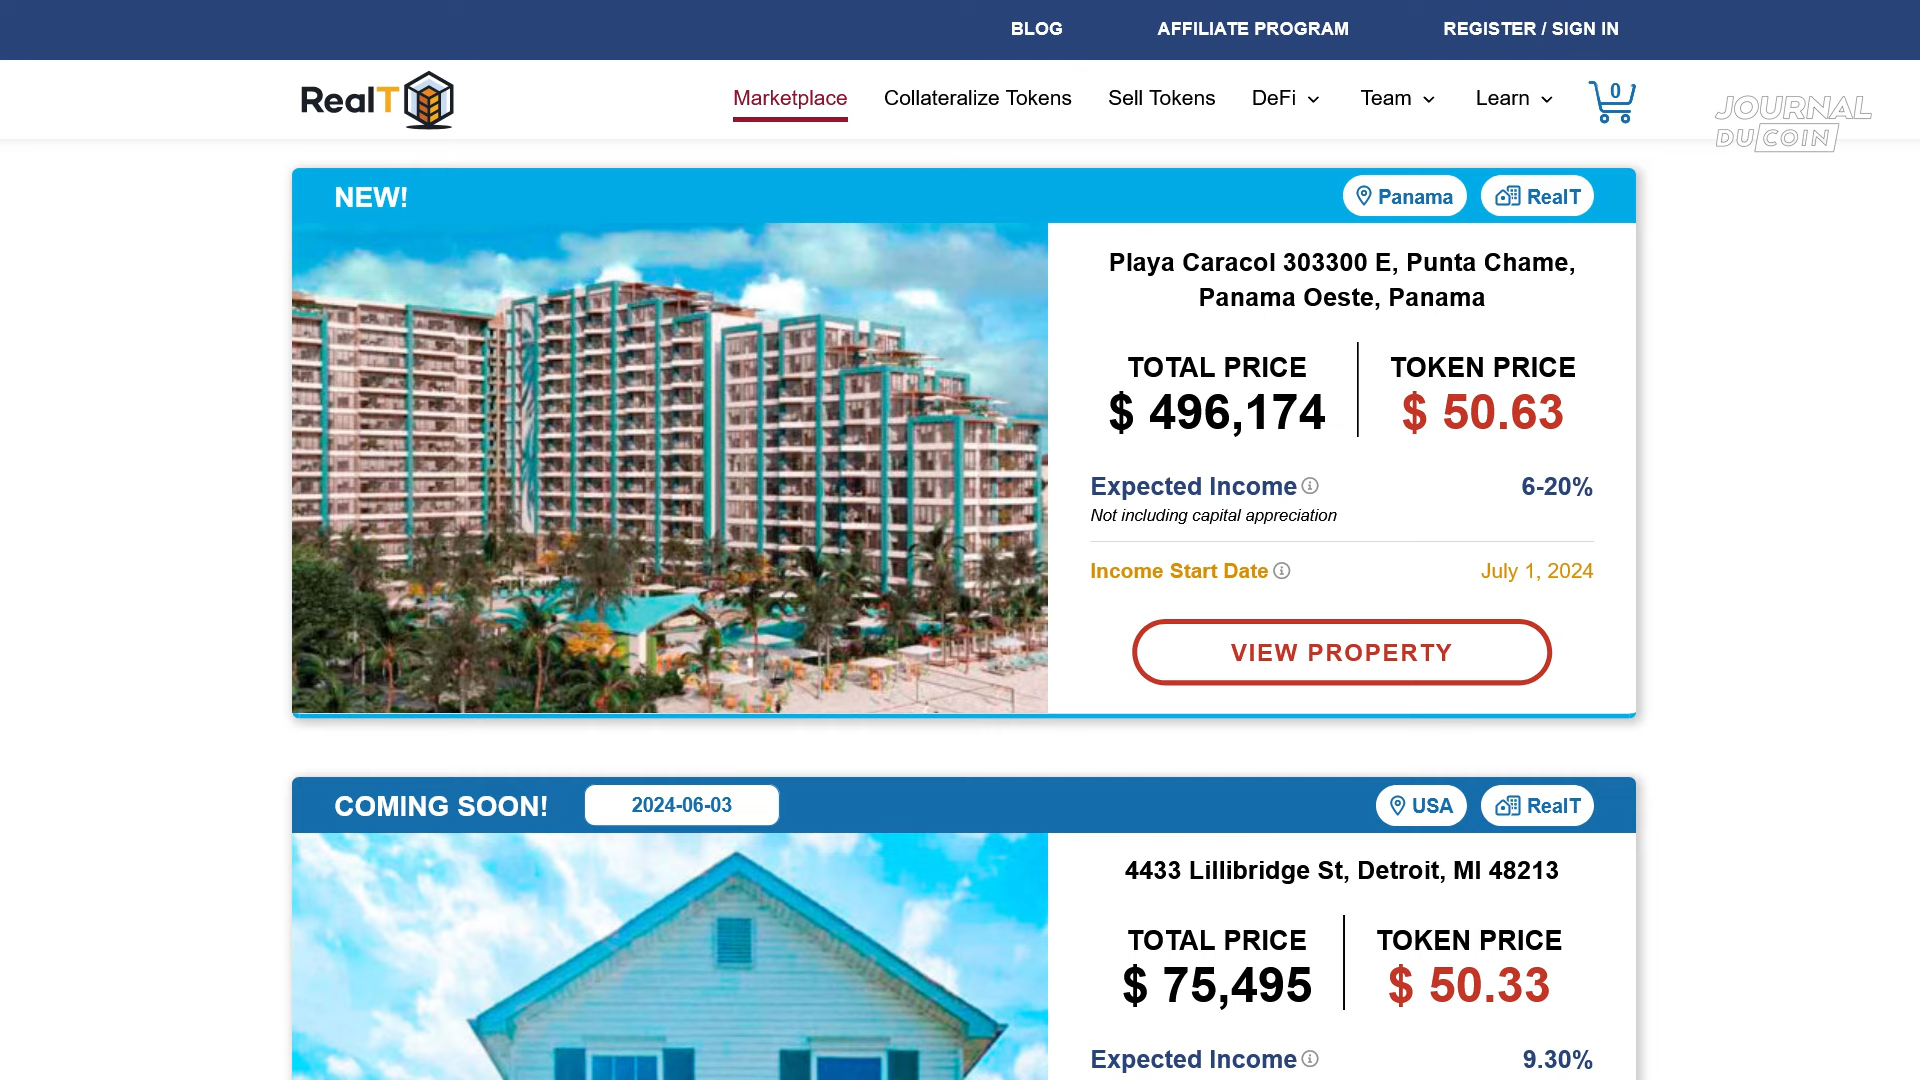 BLOG AFFILIATE PROGRAM REGISTER / SIGN IN
RealT Marketplace Collateralize Tokens Sell Tokens DeFi Team Learn 0
JOURNAL
DU COIN
NEW! Panama RealT
Playa Caracol 303300 E, Punta Chame,
Panama Oeste, Panama
TOTAL PRICE TOKEN PRICE
$ 496,174 $ 50.63
Expected Income 6-20%
Not including capital appreciation
Income Start Date July 1, 2024
VIEW PROPERTY
COMING SOON! 2024-06-03 USA RealT
4433 Lillibridge St, Detroit, MI 48213
TOTAL PRICE TOKEN PRICE
$ 75,495 $ 50.33
Expected Income 9.30%